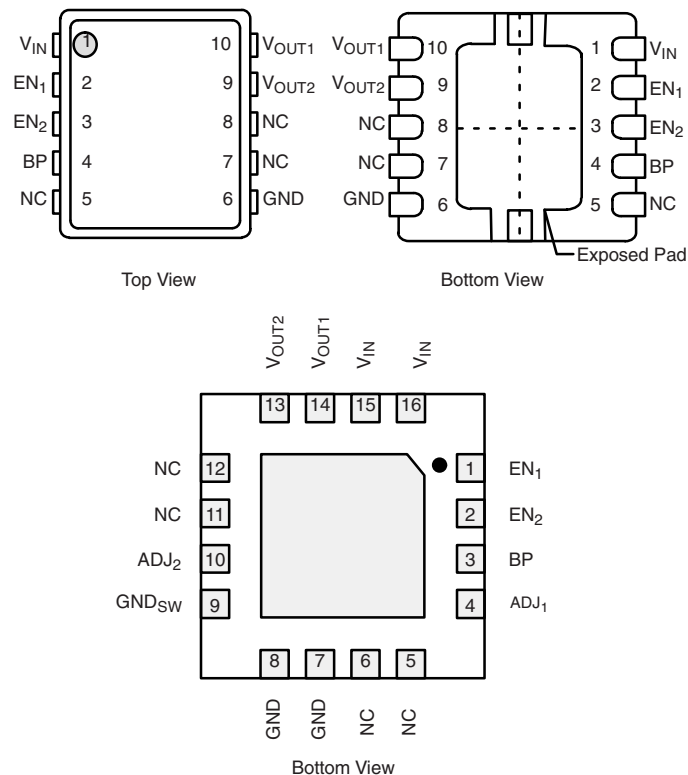 VIN 1 10 VOUT1
EN1 2 9 VOUT2
EN2 3 8 NC
BP 4 7 NC
NC 5 6 GND
Top View
VOUT1 10 1 VIN
VOUT2 9 2 EN1
NC 8 3 EN2
NC 7 4 BP
GND 6 5 NC
Exposed Pad
Bottom View
VOUT2 VOUT1 VIN VIN
13 14 15 16
NC 12 1 EN1
NC 11 2 EN2
ADJ2 10 3 BP
GNDSW 9 4 ADJ1
8 7 6 5
GND GND NC NC
Bottom View